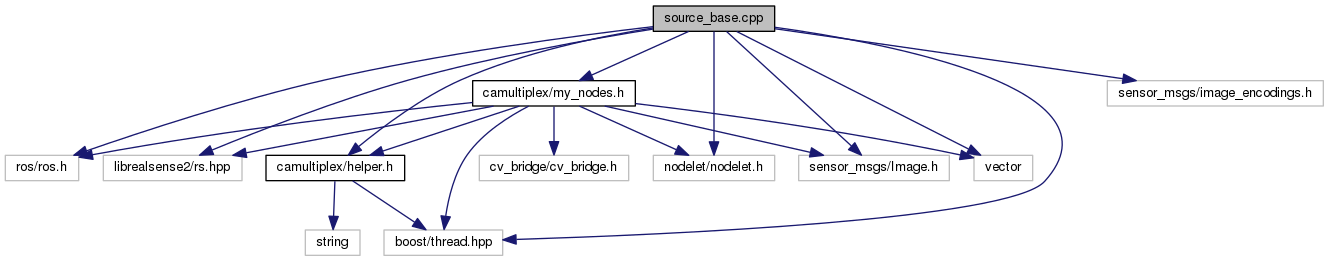 source_base.cpp
camultiplex/my_nodes.h
sensor_msgs/image_encodings.h
ros/ros.h
librealsense2/rs.hpp
camultiplex/helper.h
cv_bridge/cv_bridge.h
nodelet/nodelet.h
sensor_msgs/Image.h
vector
string
boost/thread.hpp